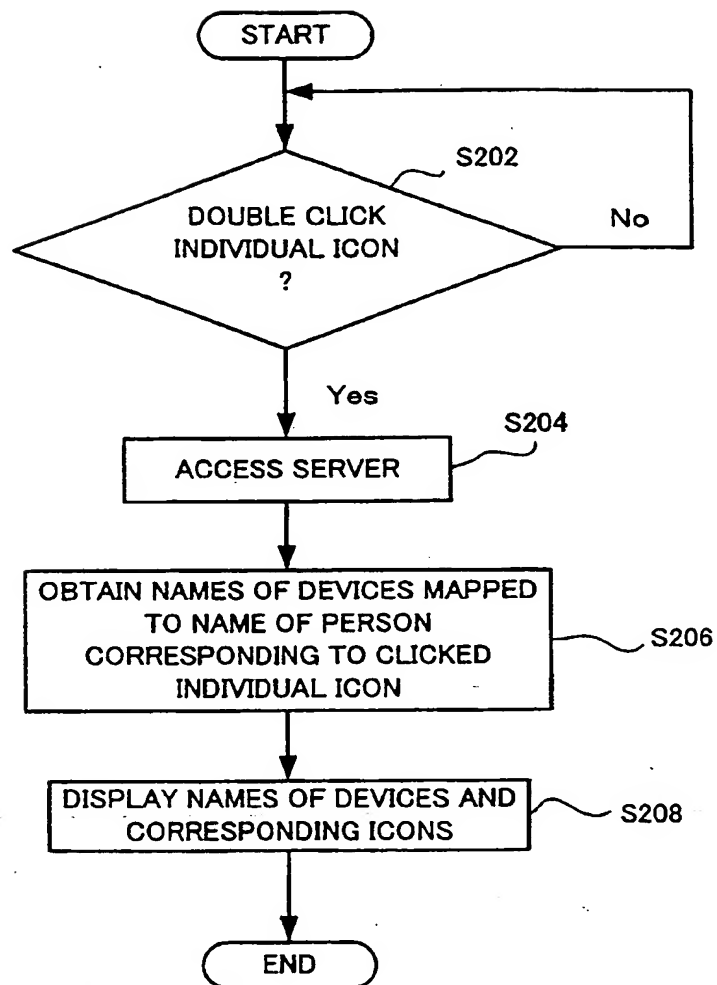 START
S202
DOUBLE CLICK
INDIVIDUAL ICON
?
No
Yes
S204
ACCESS SERVER
OBTAIN NAMES OF DEVICES MAPPED
TO NAME OF PERSON
CORRESPONDING TO CLICKED
INDIVIDUAL ICON
S206
DISPLAY NAMES OF DEVICES AND
CORRESPONDING ICONS
S208
END